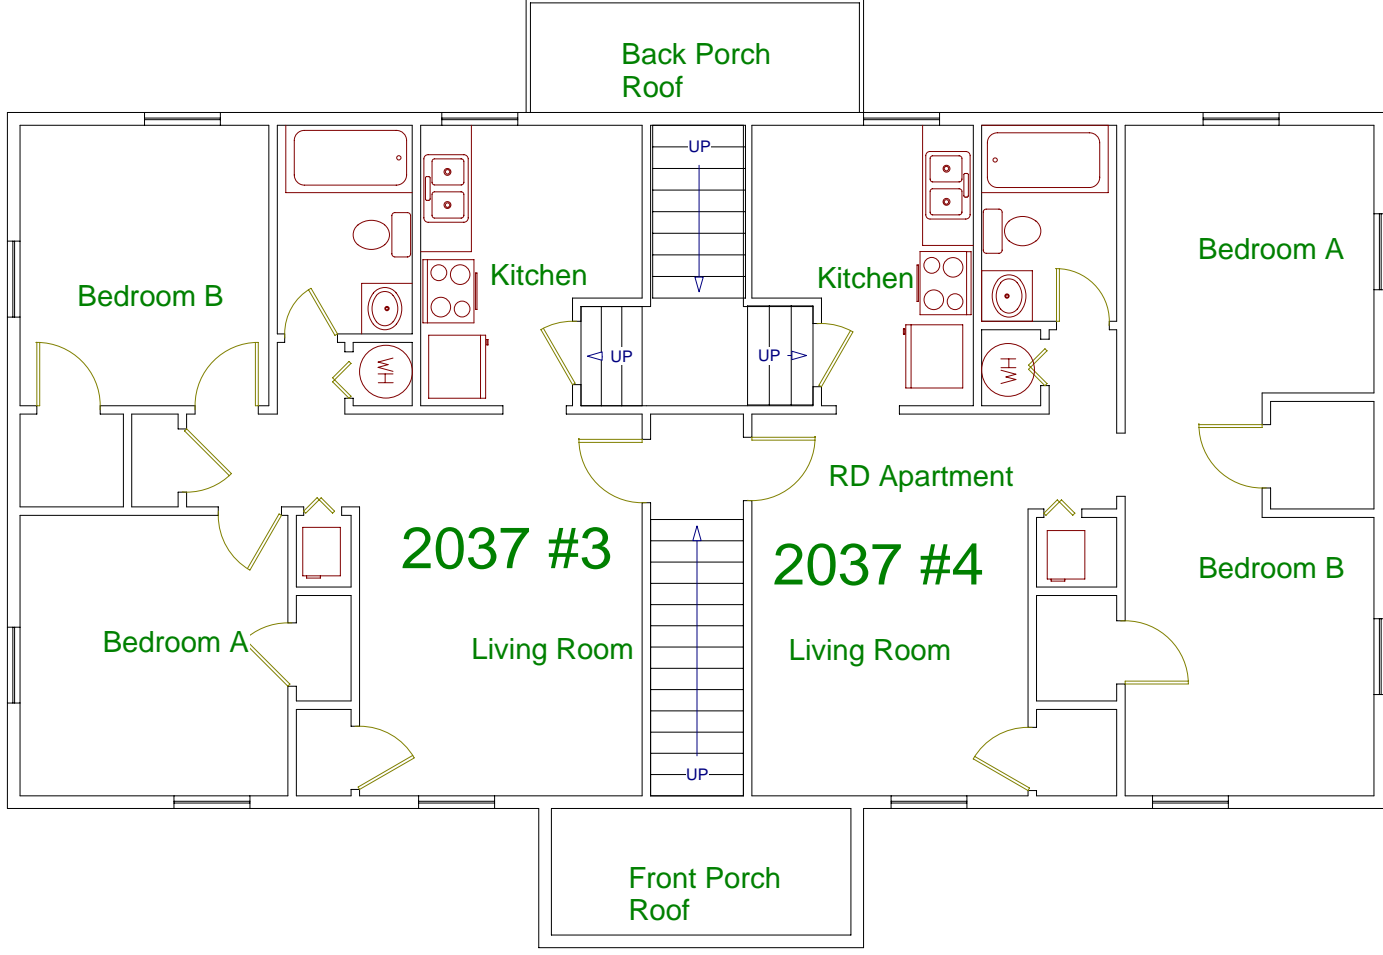 Back Porch
Roof
UP
Bedroom B
Kitchen
Kitchen
Bedroom A
WH
UP
UP
WH
RD Apartment
2037 #3
2037 #4
Bedroom B
Bedroom A
Living Room
Living Room
UP
Front Porch
Roof